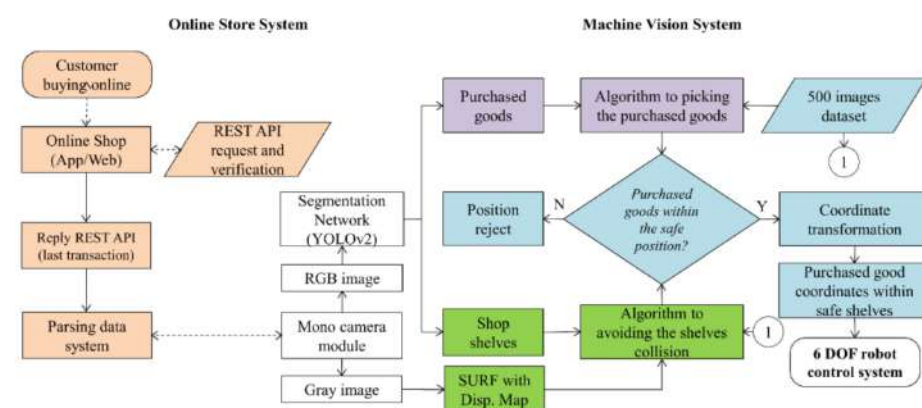 Online Store System
Machine Vision System
Customer
buying online
Online Shop
(App/Web)
REST API
request and
verification
Reply REST API
(last transaction)
Parsing data
system
Segmentation
Network
(YOLOv2)
RGB image
Mono camera
module
Gray image
Purchased
goods
Algorithm to picking
the purchased goods
500 images
dataset
1
Position
reject
N
Purchased
goods within
the safe
position?
Y
Coordinate
transformation
Purchased good
coordinates within
safe shelves
Shop
shelves
Algorithm to
avoiding the shelves
collision
1
6 DOF robot
control system
SURF with
Disp. Map